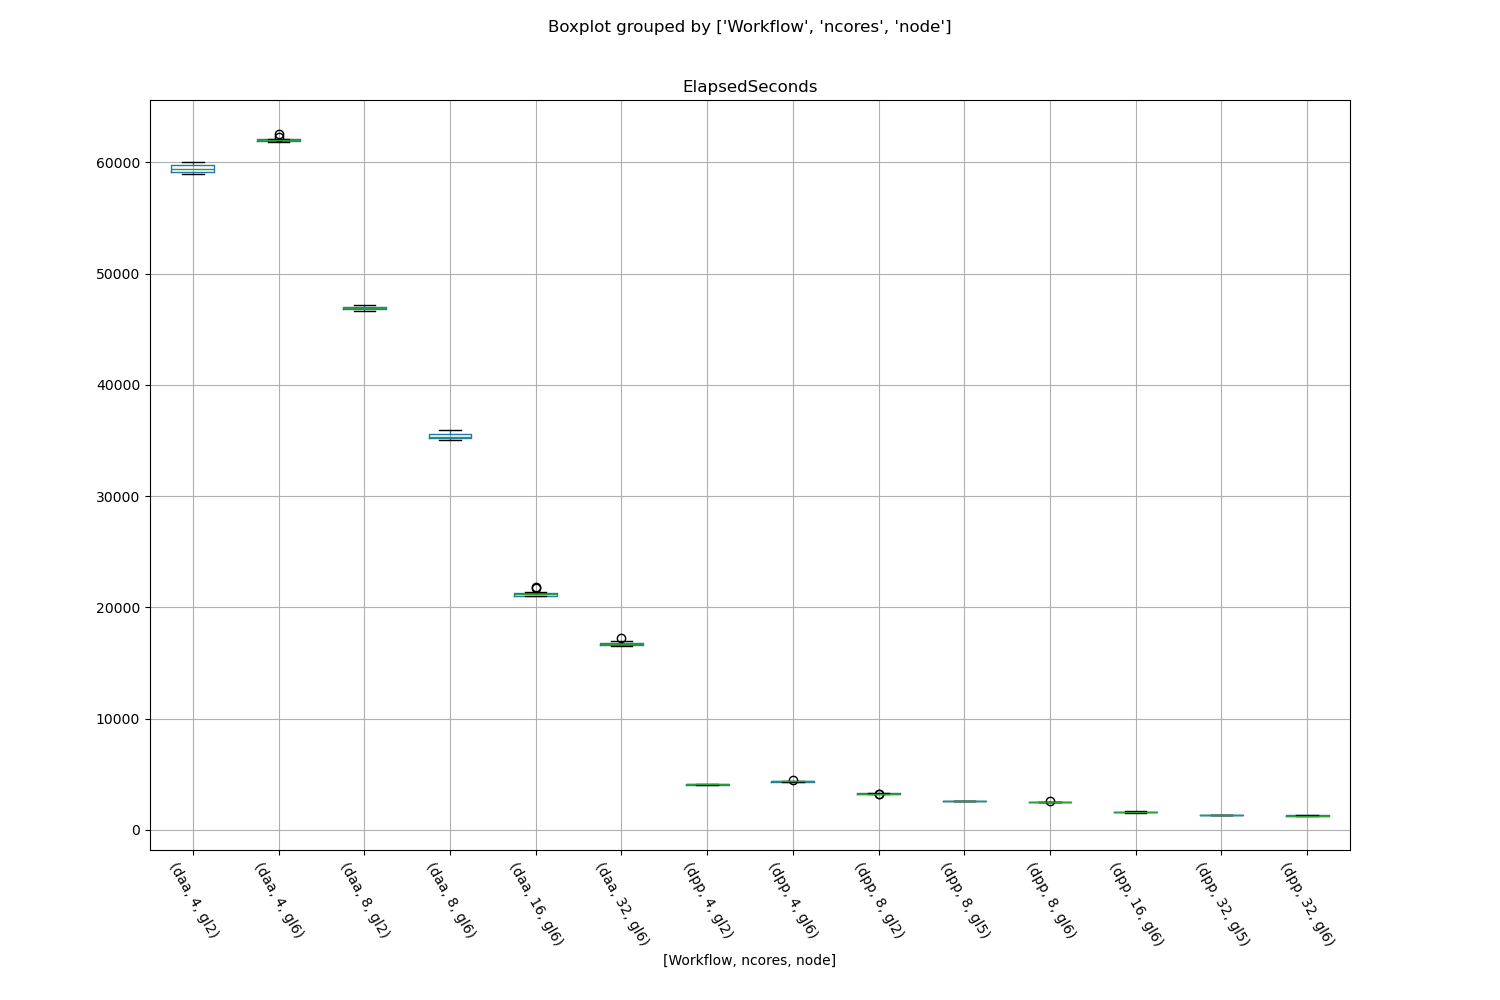 Boxplot grouped by ['Workflow', 'ncores', 'node']
ElapsedSeconds
60000
50000
40000
30000
20000
10000
0
(daa, 4, gl2)
(daa, 4, gl6)
(daa, 8, gl2)
(daa, 8, gl6)
(daa, 16, gl6)
(daa, 32, gl6)
(dpp, 4, gl2)
(dpp, 4, gl6)
(dpp, 8, gl2)
(dpp, 8, gl5)
(dpp, 8, gl6)
(dpp, 16, gl6)
(dpp, 32, gl5)
(dpp, 32, gl6)
[Workflow, ncores, node]